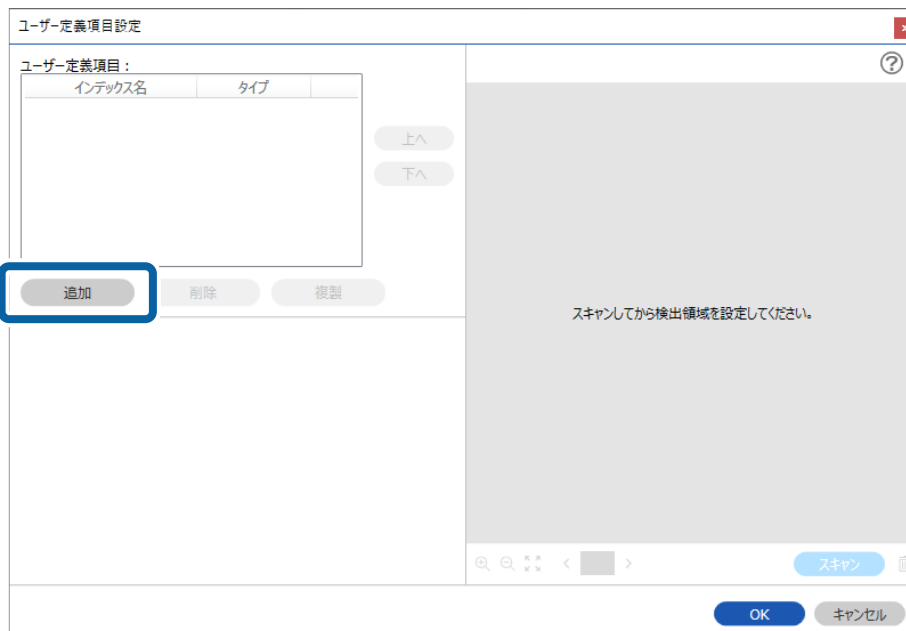 ユーザー定義項目設定
ユーザー定義項目：
インデックス名 タイプ
上へ
下へ
追加 削除 複製
スキャンしてから検出領域を設定してください。
スキャン
OK キャンセル